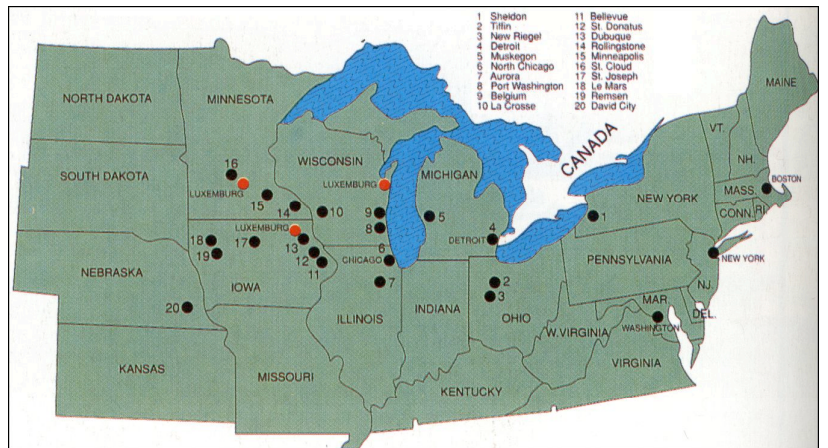 1 Sheldon
2 Tiffin
3 New Riegel
4 Detroit
5 Muskegon
6 North Chicago
7 Aurora
8 Port Washington
9 Belgium
10 La Crosse
11 Bellevue
12 St. Donatus
13 Dubuque
14 Rollingstone
15 Minneapolis
16 St. Cloud
17 St. Joseph
18 Le Mars
19 Remsen
20 David City
MAINE
NORTH DAKOTA
MINNESOTA
VT.
CANADA
NH.
WISCONSIN
16
SOUTH DAKOTA
MICHIGAN
BOSTON
LUXEMBURG
LUXEMBURG
MASS.
NEW YORK
15
14
10
9
5
1
CONN.
RI.
LUXEMBURG
8
4
DETROIT
18
17
13
6
19
12
CHICAGO
PENNSYLVANIA
NEW YORK
11
NEBRASKA
7
2
IOWA
3
NJ.
20
MAR.
ILLINOIS
INDIANA
OHIO
DEL.
WASHINGTON
W.VIRGINIA
KANSAS
MISSOURI
VIRGINIA
KENTUCKY